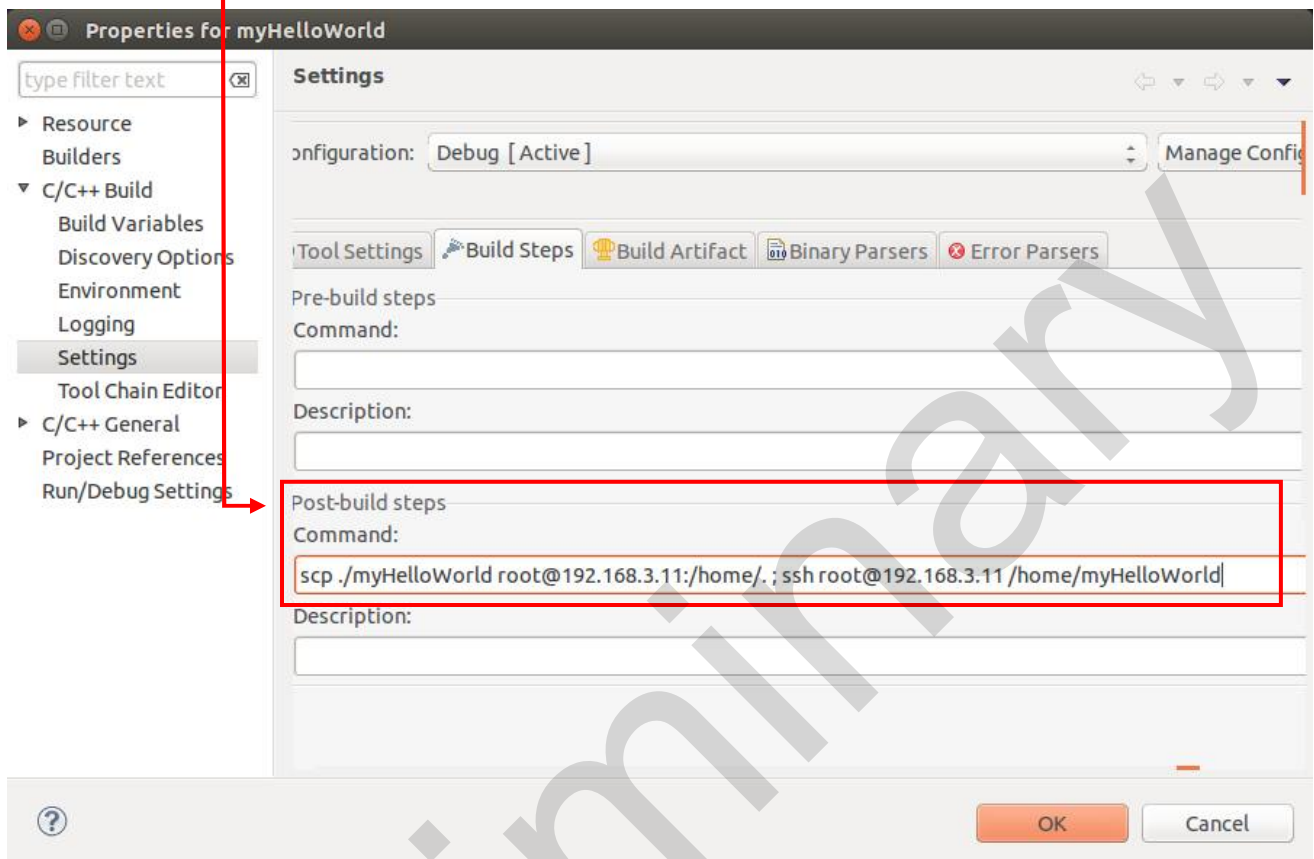 Properties for myHelloWorld
type filter text
Resource
Builders
C/C++ Build
Build Variables
Discovery Options
Environment
Logging
Settings
Tool Chain Editor
C/C++ General
Project References
Run/Debug Settings
Settings
onfiguration: Debug [ Active ] Manage Config
Tool Settings Build Steps Build Artifact Binary Parsers Error Parsers
Pre-build steps
Command:
Description:
Post-build steps
Command:
scp ./myHelloWorld root@192.168.3.11:/home/. ; ssh root@192.168.3.11 /home/myHelloWorld
Description:
OK Cancel
minary